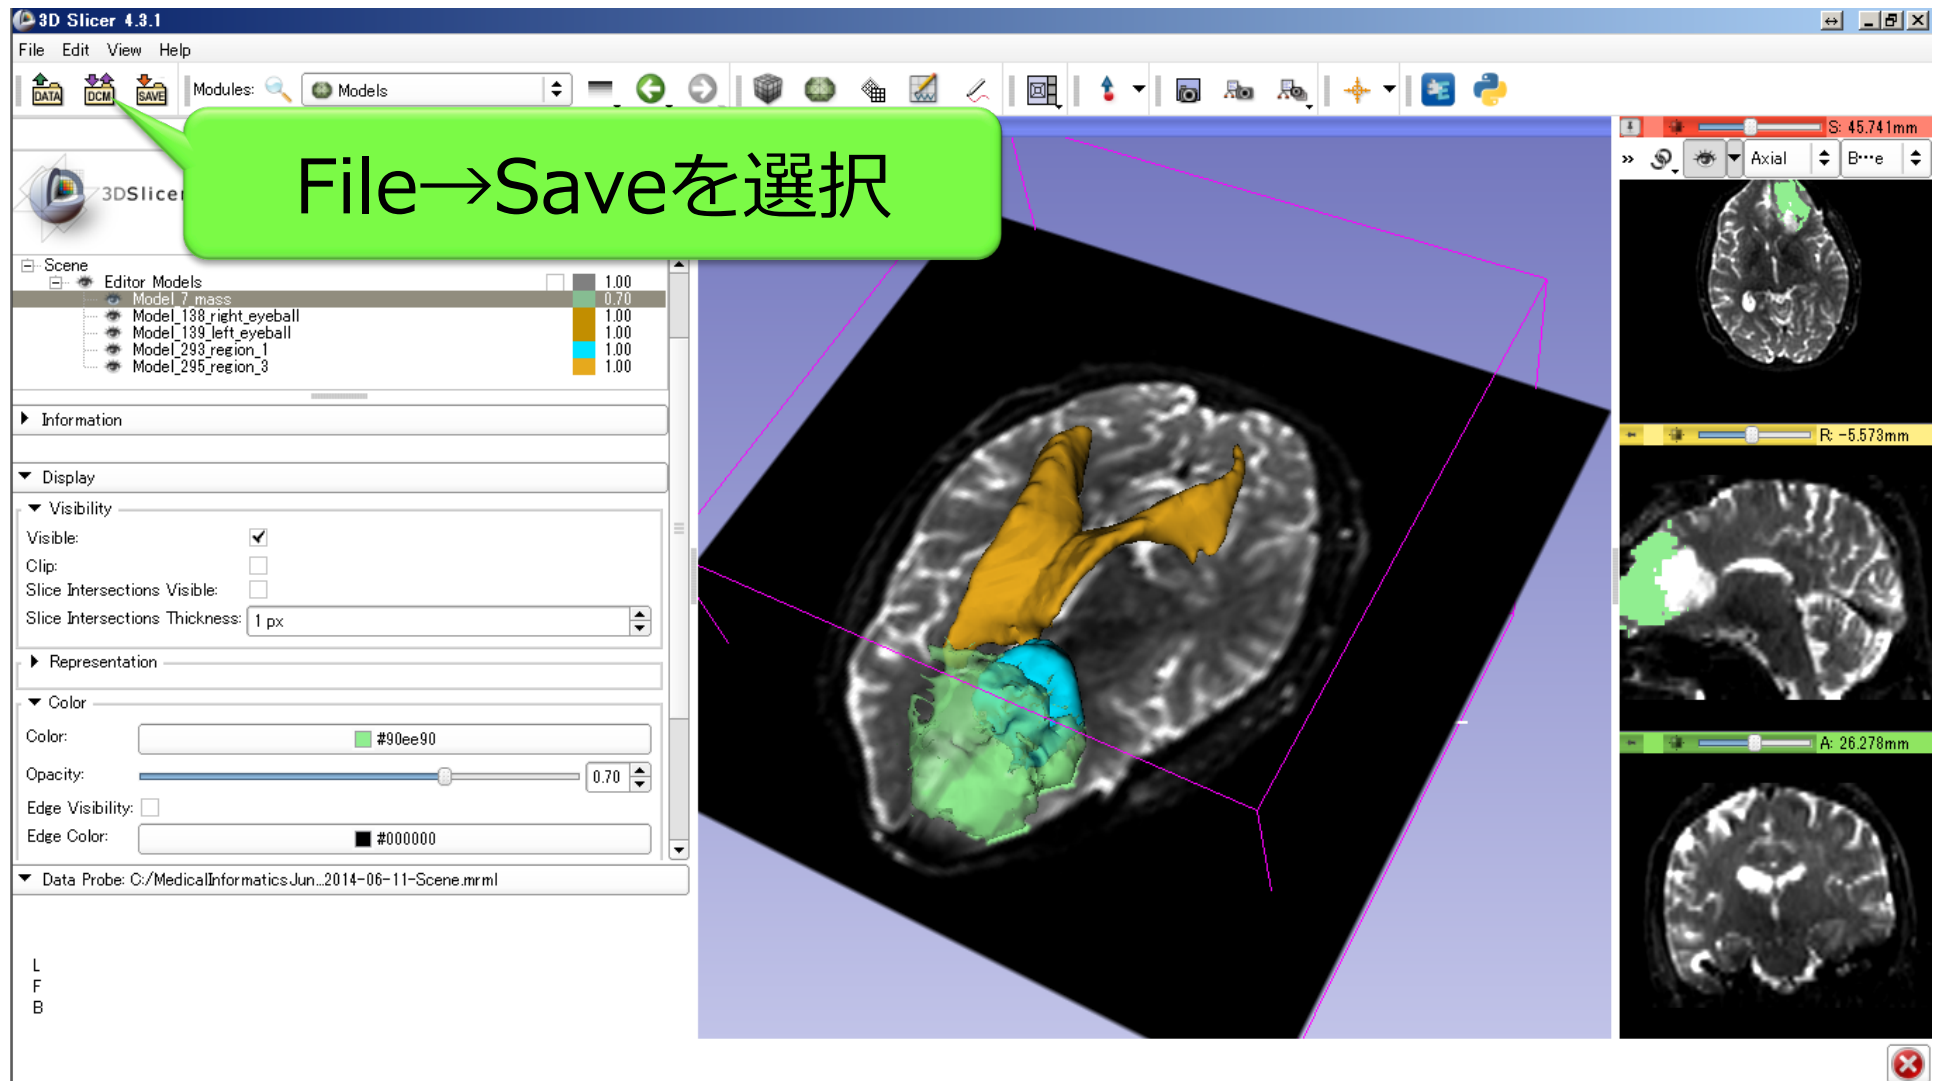 3D Slicer 4.3.1
File Edit View Help
DATA DCM SAVE Modules: Models
File→Saveを選択
3DSlicer
S: 45.741mm
Axial B…e
Scene
Editor Models 1.00
Model_7_mass 0.70
Model_138_right_eyeball 1.00
Model_139_left_eyeball 1.00
Model_293_region_1 1.00
Model_295_region_3 1.00
Information
Display
Visibility
Visible:
Clip:
Slice Intersections Visible:
Slice Intersections Thickness: 1 px
Representation
Color
Color: #90ee90
Opacity: 0.70
Edge Visibility:
Edge Color: #000000
Data Probe: C:/MedicalInformaticsJun...2014-06-11-Scene.mrml
L
F
B
R: -5.573mm
A: 26.278mm